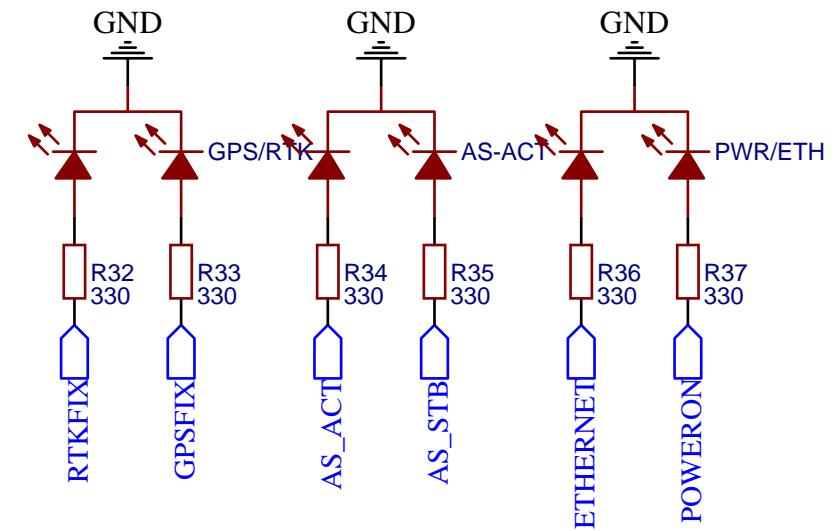 GND
GND
GND
GPS/RTK
AS-ACT
PWR/ETH
R32
330
R33
330
R34
330
R35
330
R36
330
R37
330
RTKFIX
GPSFIX
AS_ACT
AS_STB
ETHERNET
POWERON